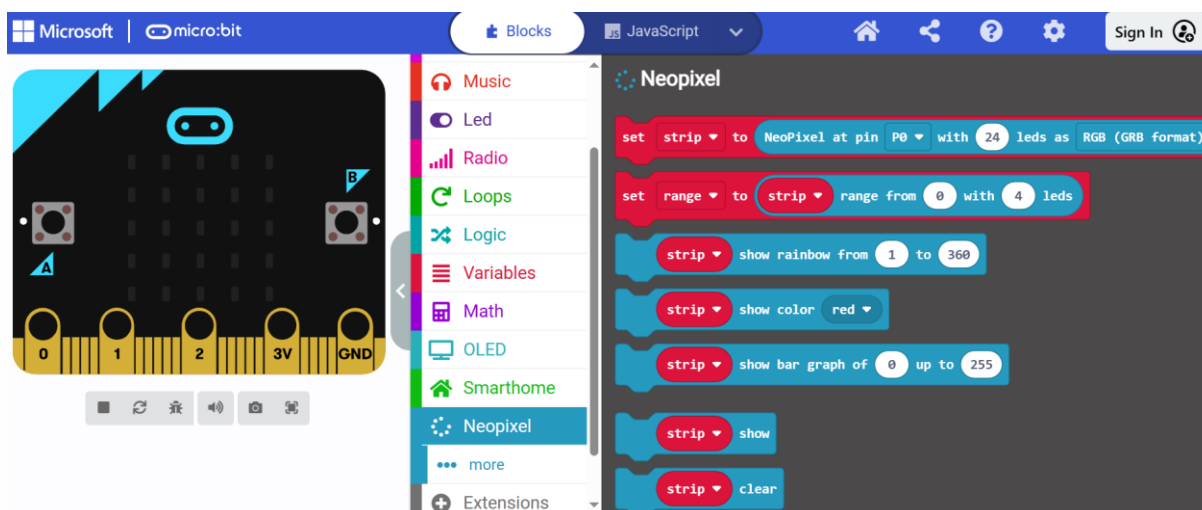 Microsoft micro:bit Blocks JavaScript Sign In
B
A
0 1 2 3V GND
Music
Led
Radio
Loops
Logic
Variables
Math
OLED
Smarthome
Neopixel
more
Extensions
Neopixel
set strip to NeoPixel at pin P0 with 24 leds as RGB (GRB format)
set range to strip range from 0 with 4 leds
strip show rainbow from 1 to 360
strip show color red
strip show bar graph of 0 up to 255
strip show
strip clear